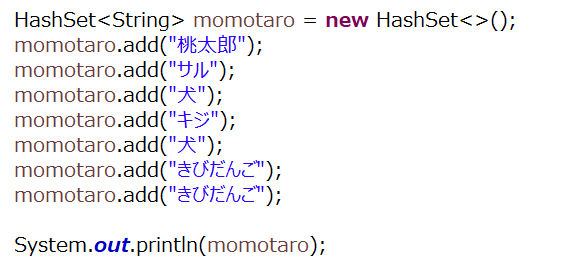 HashSet<String> momotaro = new HashSet<>();
momotaro.add("桃太郎");
momotaro.add("サル");
momotaro.add("犬");
momotaro.add("キジ");
momotaro.add("犬");
momotaro.add("きびだんご");
momotaro.add("きびだんご");
System.out.println(momotaro);